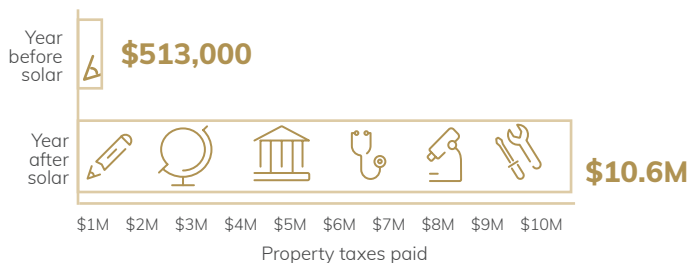 Year
before
solar
$513,000
Year
after
solar
$10.6M
$1M $2M $3M $4M $5M $6M $7M $8M $9M $10M
Property taxes paid